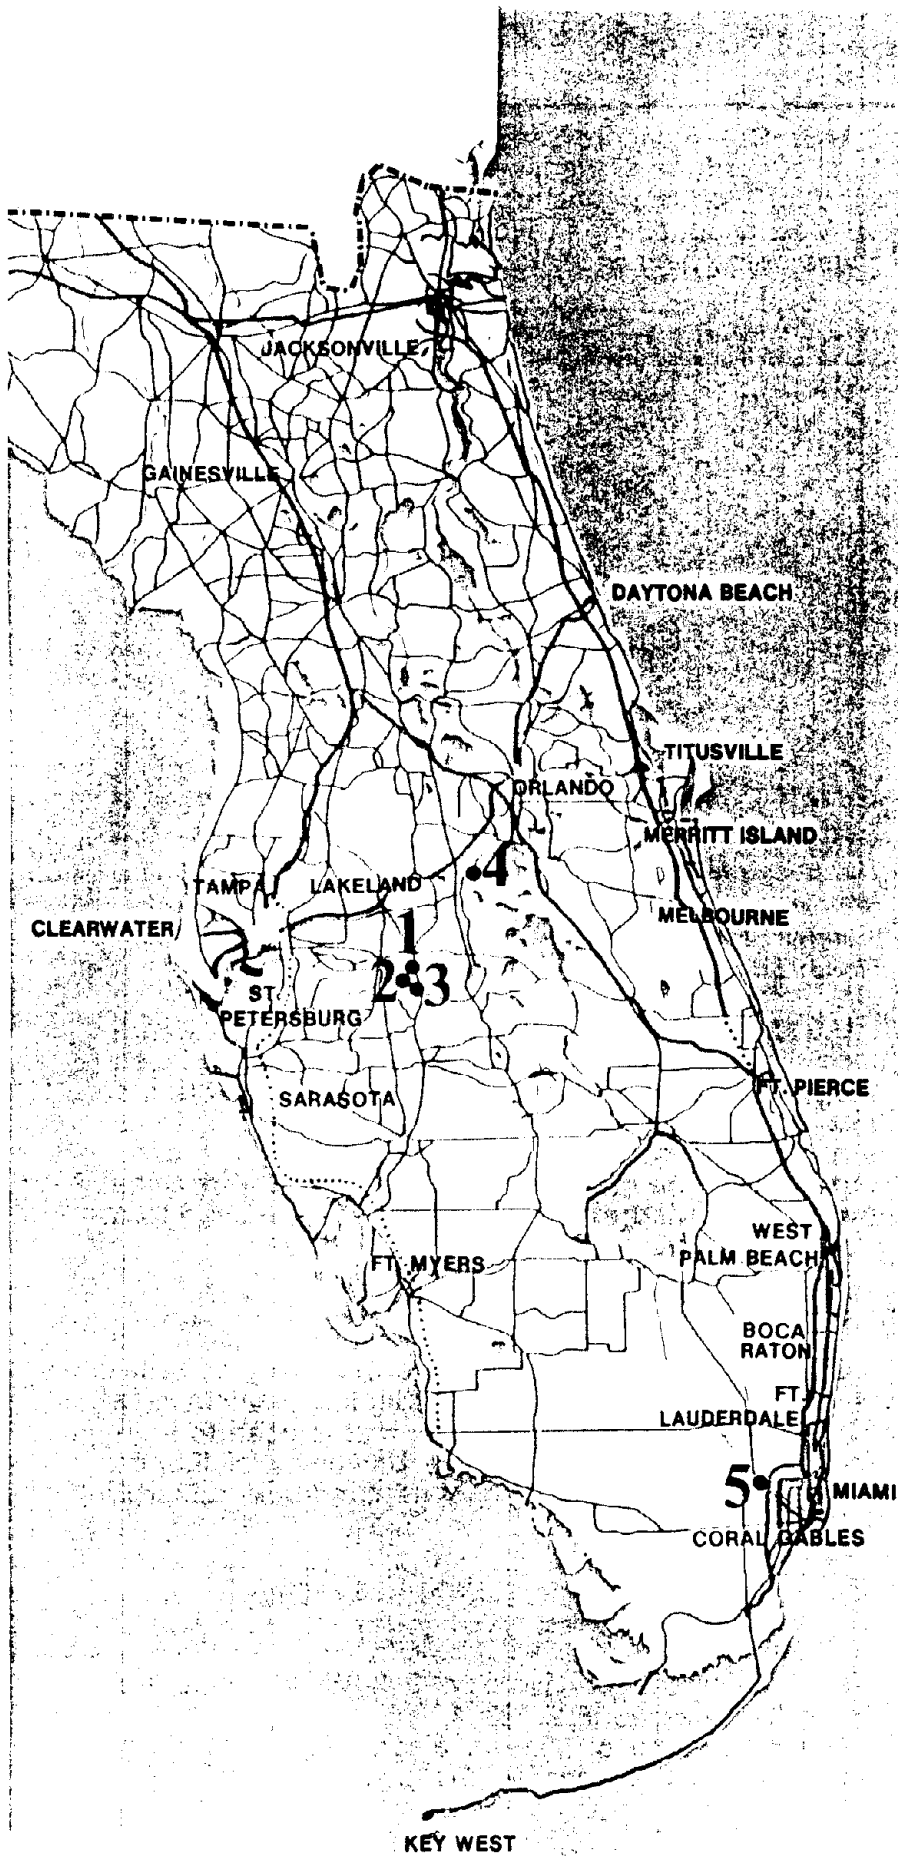 JACKSONVILLE
GAINESVILLE
DAYTONA BEACH
TITUSVILLE
ORLANDO
MERRITT ISLAND
4
TAMPA
LAKELAND
MELBOURNE
CLEARWATER
1
2
3
ST.
PETERSBURG
FT. PIERCE
SARASOTA
WEST
PALM BEACH
FT. MYERS
BOCA
RATON
FT.
LAUDERDALE
5
MIAMI
CORAL GABLES
KEY WEST